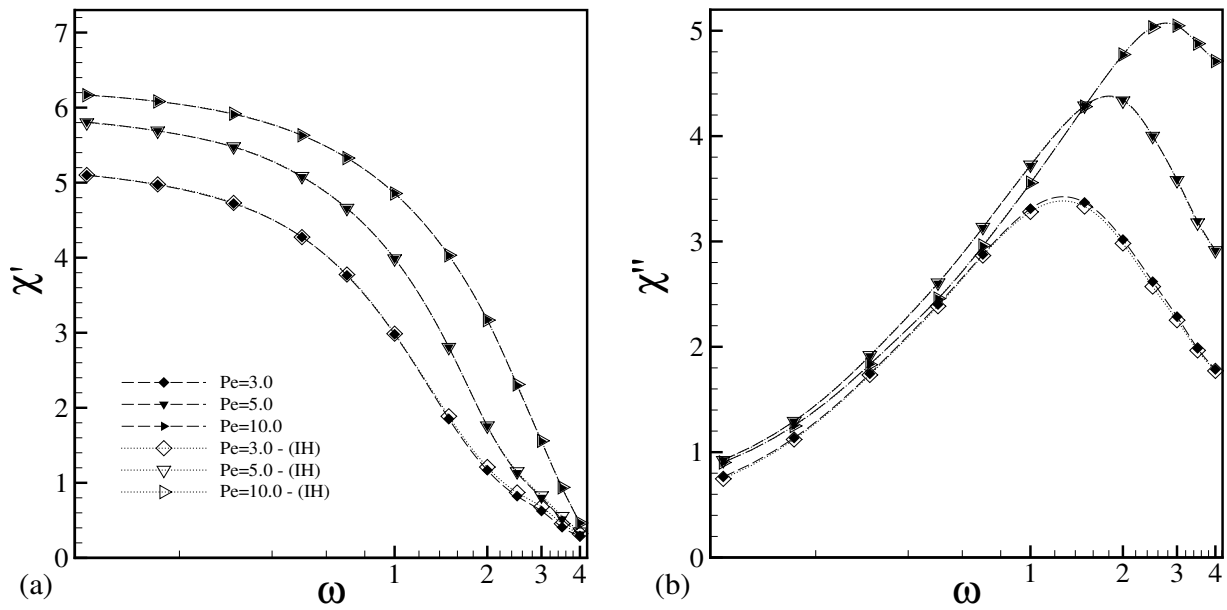 7
6
5
4
3
2
1
0
χ'
Pe=3.0
Pe=5.0
Pe=10.0
Pe=3.0 - (IH)
Pe=5.0 - (IH)
Pe=10.0 - (IH)
1 2 3 4
(a) ω
5
4
3
2
1
0
χ''
1 2 3 4
(b) ω